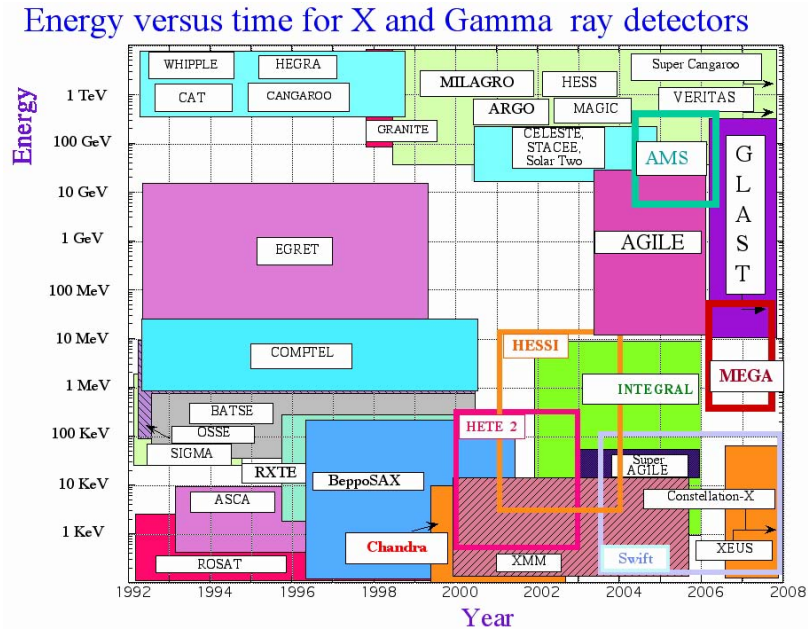 Energy versus time for X and Gamma ray detectors
Energy
1 TeV
100 GeV
10 GeV
1 GeV
100 MeV
10 MeV
1 MeV
100 KeV
10 KeV
1 KeV
WHIPPLE
HEGRA
CAT
CANGAROO
GRANITE
MILAGRO
HESS
ARGO
MAGIC
CELESTE,
STACEE,
Solar Two
Super Cangaroo
VERITAS
AMS
GLAST
EGRET
AGILE
COMPTEL
HESSI
MEGA
INTEGRAL
BATSE
OSSE
SIGMA
HETE 2
RXTE
BeppoSAX
Super
AGILE
ASCA
Constellation-X
Chandra
ROSAT
XMM
Swift
XEUS
1992
1994
1996
1998
2000
2002
2004
2006
2008
Year